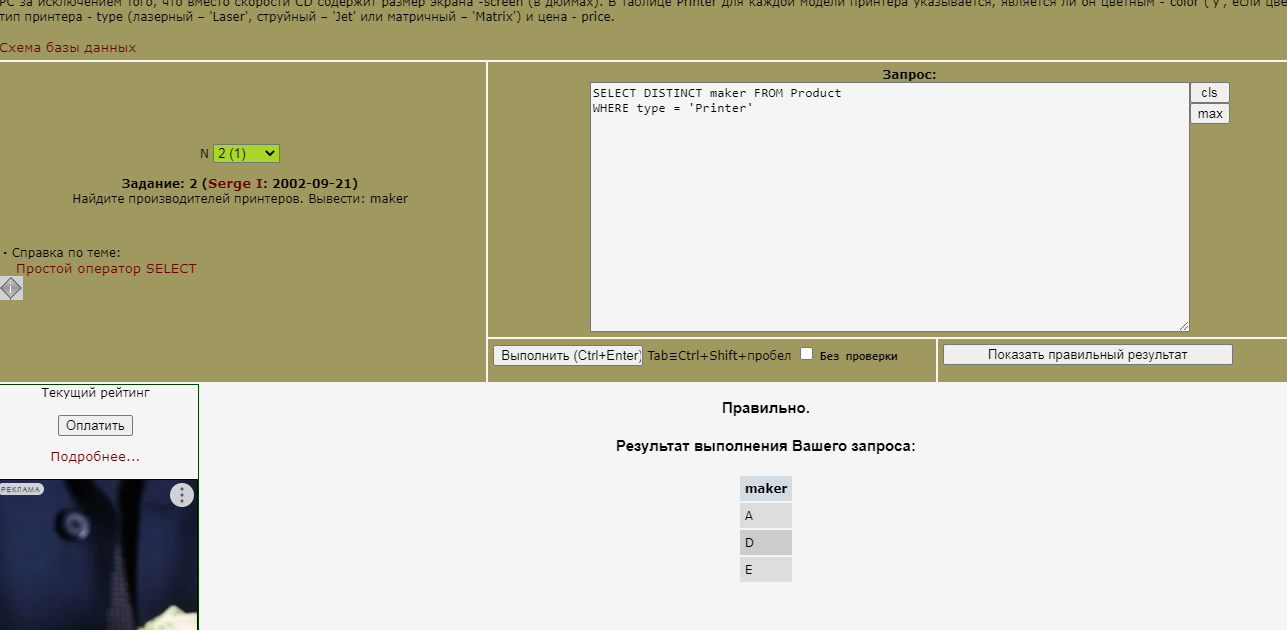 PC за исключением того, что вместо скорости CD содержит размер экрана -screen (в дюймах). В таблице Printer для каждой модели принтера указывается, является ли он цветным - color ('y', если цве
тип принтера - type (лазерный – 'Laser', струйный – 'Jet' или матричный – 'Matrix') и цена - price.
Схема базы данных
Запрос:
SELECT DISTINCT maker FROM Product
WHERE type = 'Printer'
cls
max
N 2 (1)
Задание: 2 (Serge I: 2002-09-21)
Найдите производителей принтеров. Вывести: maker
· Справка по теме:
Простой оператор SELECT
i
Выполнить (Ctrl+Enter) Tab≡Ctrl+Shift+пробел Без проверки
Показать правильный результат
Текущий рейтинг
Оплатить
Подробнее...
РЕКЛАМА
Правильно.
Результат выполнения Вашего запроса:
maker
A
D
E